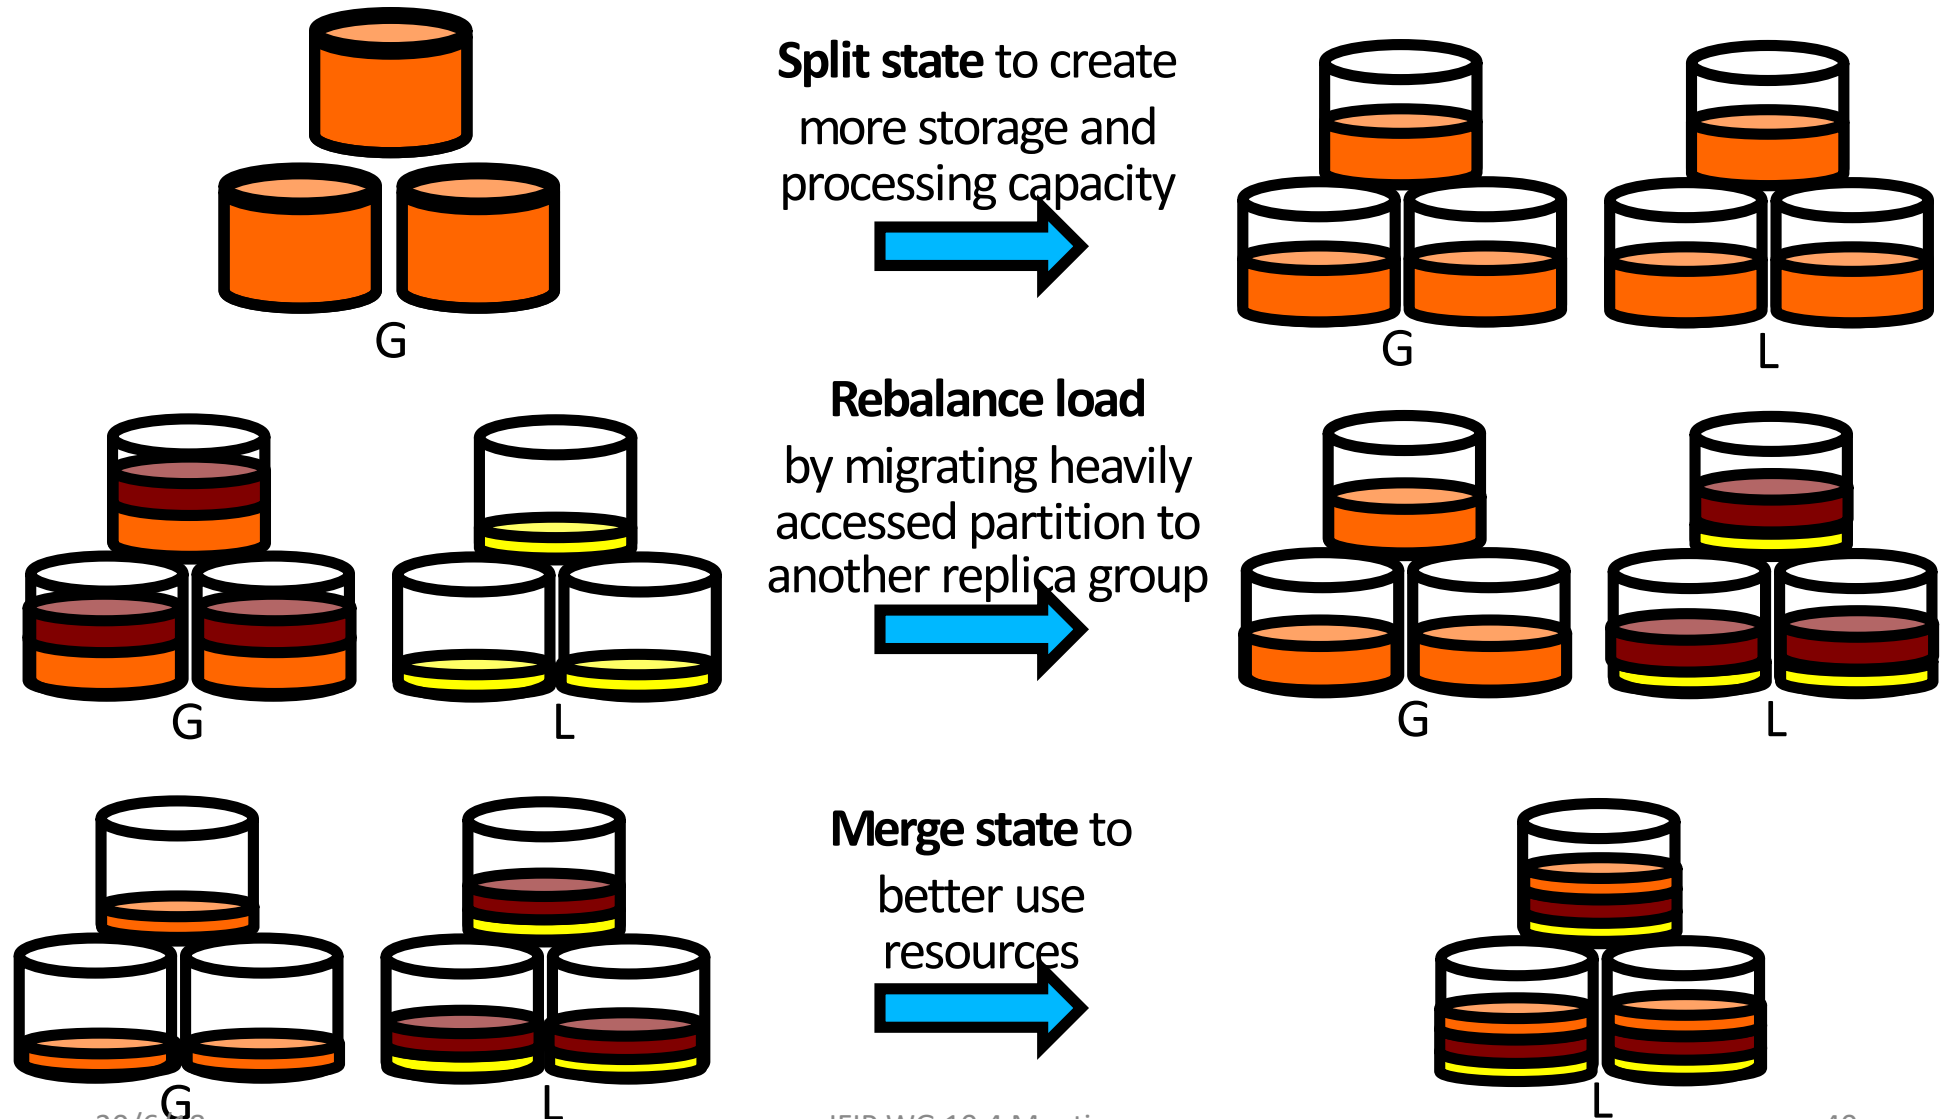 Split state to create
more storage and
processing capacity
G
G
L
Rebalance load
by migrating heavily
accessed partition to
another replica group
G
L
G
L
Merge state to
better use
resources
G
L
L